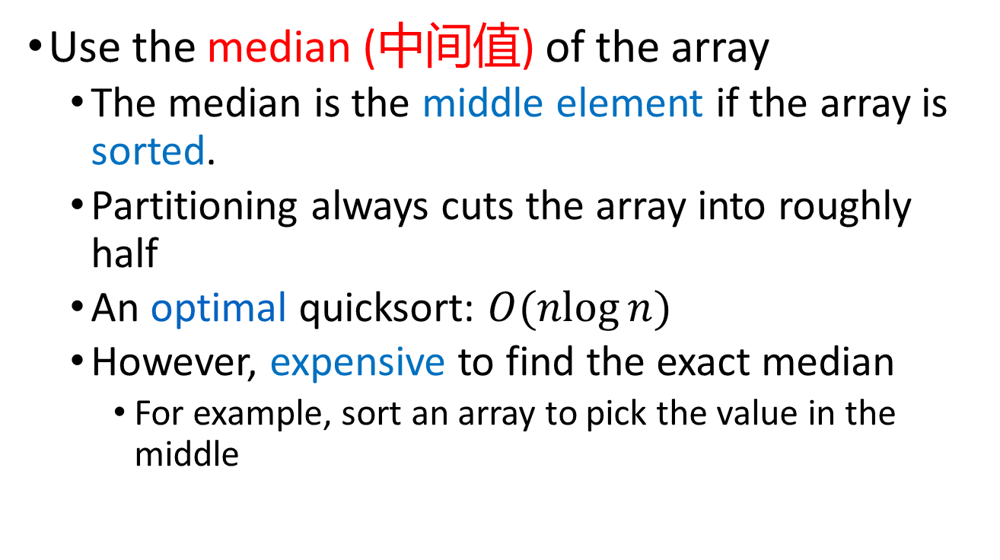 •Use the median (中间值) of the array
•The median is the middle element if the array is
sorted.
•Partitioning always cuts the array into roughly
half
•An optimal quicksort: 𝑂(𝑛log 𝑛)
•However, expensive to find the exact median
•For example, sort an array to pick the value in the
middle